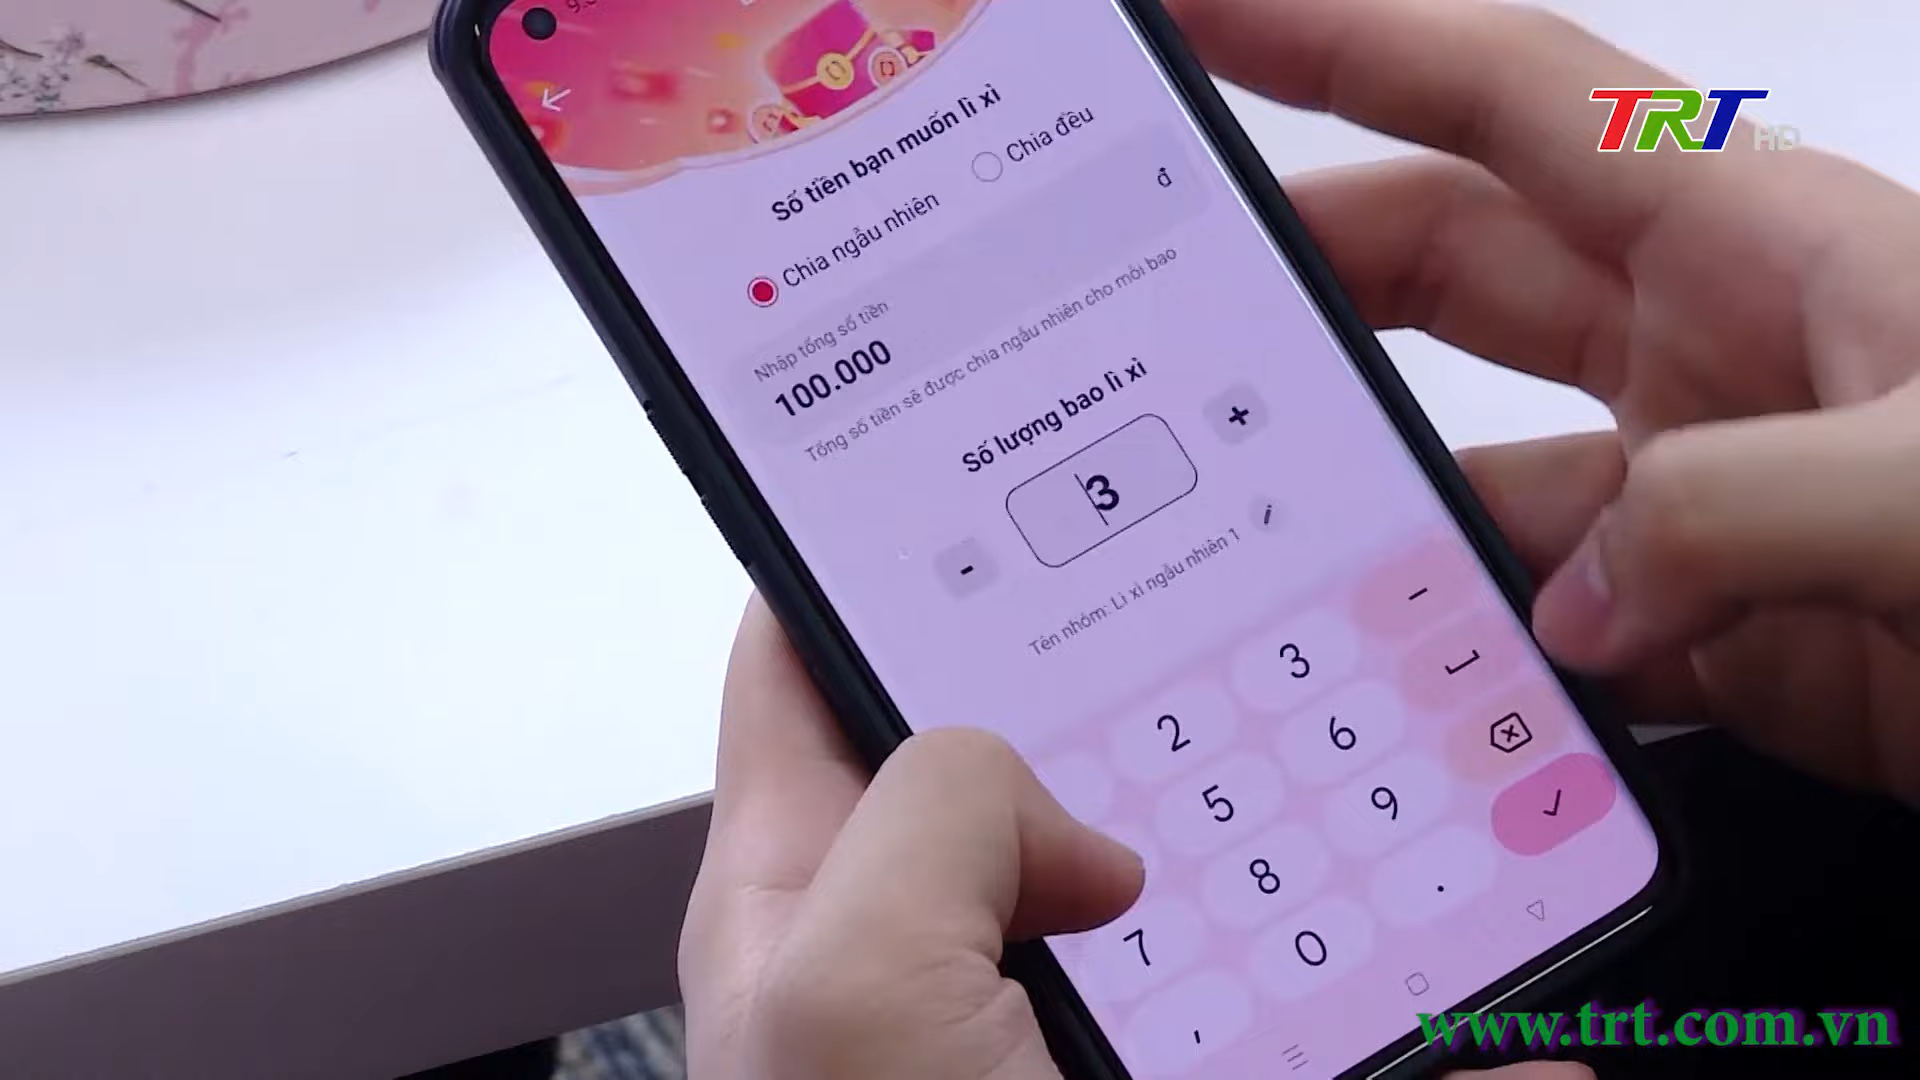 TRT HD
Số tiền bạn muốn lì xì
Chia ngẫu nhiên
Chia đều
Nhập tổng số tiền
100.000
đ
Tổng số tiền sẽ được chia ngẫu nhiên cho mỗi bao
Số lượng bao lì xì
-
3
+
Tên nhóm: Lì xì ngẫu nhiên 1
2 3 -
5 6
7 8 9
, 0 .
www.trt.com.vn